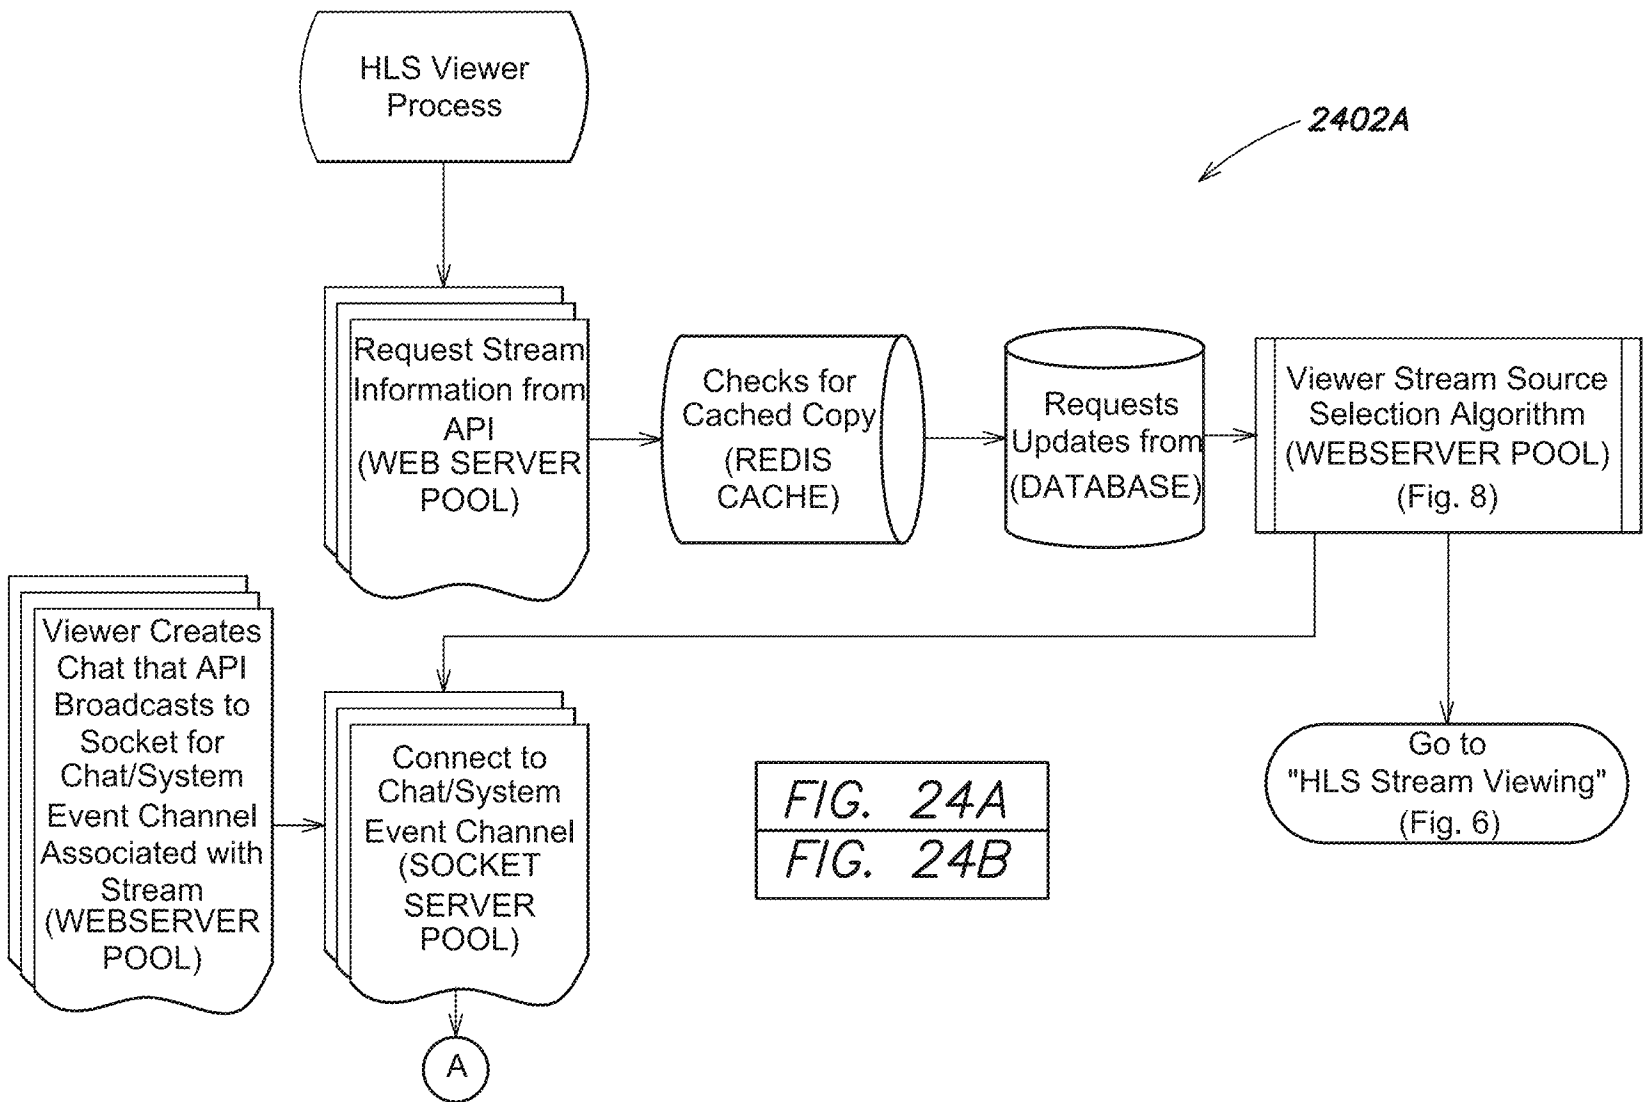 HLS Viewer
Process
2402A
Request Stream
Information from
API
(WEB SERVER
POOL)
Checks for
Cached Copy
(REDIS
CACHE)
Requests
Updates from
(DATABASE)
Viewer Stream Source
Selection Algorithm
(WEBSERVER POOL)
(Fig. 8)
Viewer Creates
Chat that API
Broadcasts to
Socket for
Chat/System
Event Channel
Associated with
Stream
(WEBSERVER
POOL)
Connect to
Chat/System
Event Channel
(SOCKET
SERVER
POOL)
FIG. 24A
FIG. 24B
Go to
"HLS Stream Viewing"
(Fig. 6)
A